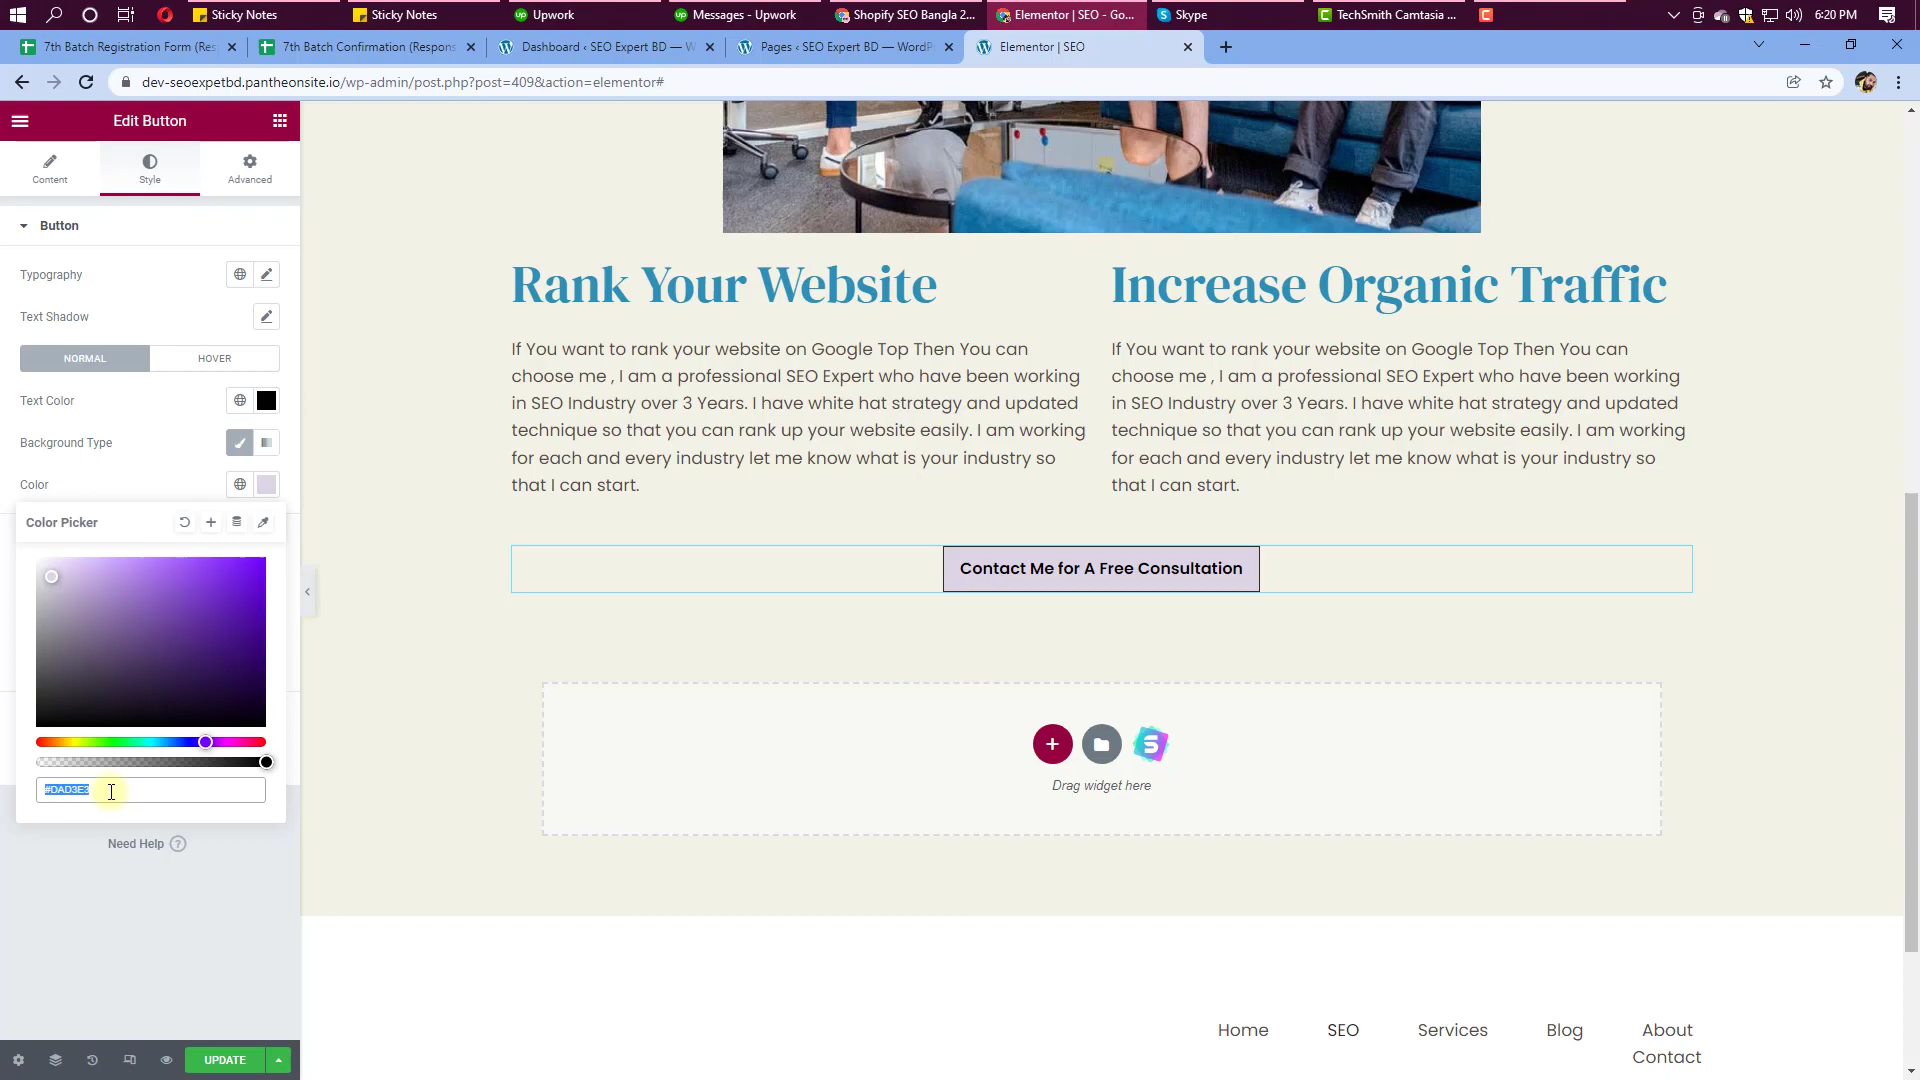 Sticky Notes
Sticky Notes
Upwork
Messages - Upwork
Shopify SEO Bangla 2...
Elementor | SEO - Go...
Skype
TechSmith Camtasia ...
6:20 PM
7th Batch Registration Form (Res
7th Batch Confirmation (Respons
Dashboard ‹ SEO Expert BD — W
Pages ‹ SEO Expert BD — WordP
Elementor | SEO
dev-seoexpetbd.pantheonsite.io/wp-admin/post.php?post=409&action=elementor#
Edit Button
Content
Style
Advanced
Button
Typography
Text Shadow
NORMAL
HOVER
Text Color
Background Type
Color
Color Picker
#DAD3E3
Need Help ?
UPDATE
Rank Your Website
If You want to rank your website on Google Top Then You can
choose me , I am a professional SEO Expert who have been working
in SEO Industry over 3 Years. I have white hat strategy and updated
technique so that you can rank up your website easily. I am working
for each and every industry let me know what is your industry so
that I can start.
Increase Organic Traffic
If You want to rank your website on Google Top Then You can
choose me , I am a professional SEO Expert who have been working
in SEO Industry over 3 Years. I have white hat strategy and updated
technique so that you can rank up your website easily. I am working
for each and every industry let me know what is your industry so
that I can start.
Contact Me for A Free Consultation
Drag widget here
Home
SEO
Services
Blog
About
Contact